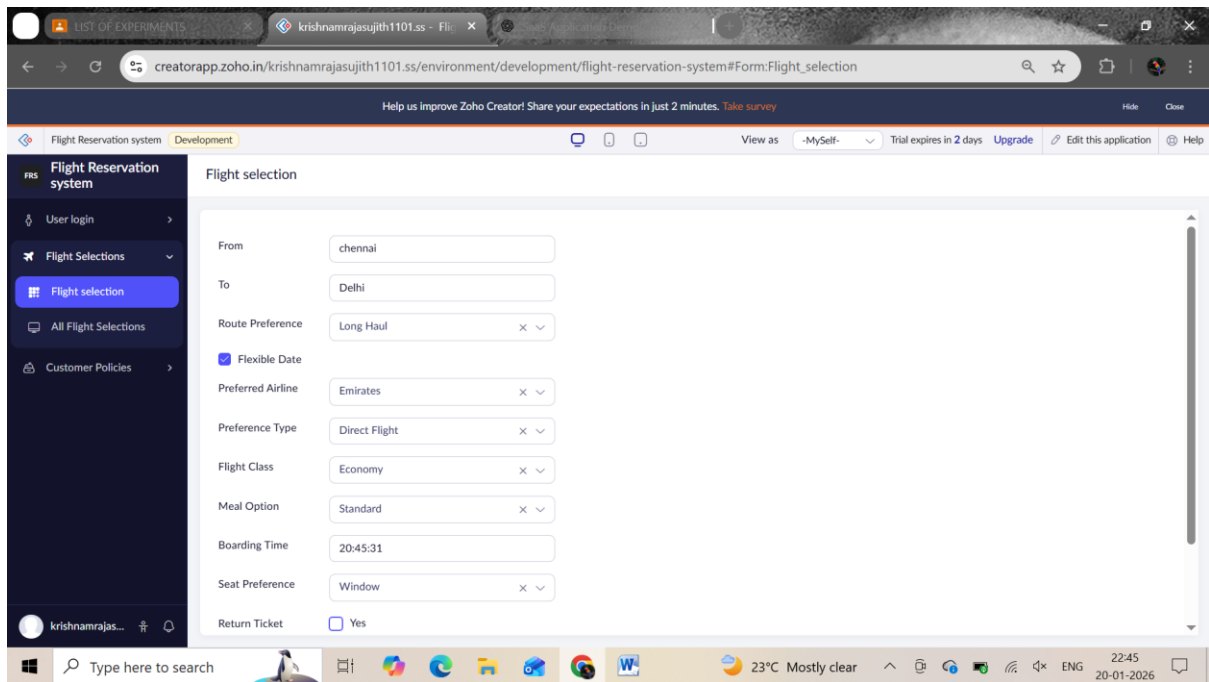 LIST OF EXPERIMENTS
krishnamrajasujith1101.ss - Flig
SaaS Application Dem
creatorapp.zoho.in/krishnamrajasujith1101.ss/environment/development/flight-reservation-system#Form:Flight_selection
Help us improve Zoho Creator! Share your expectations in just 2 minutes. Take survey Hide Close
Flight Reservation system Development View as -MySelf- Trial expires in 2 days Upgrade Edit this application Help
FRS Flight Reservation system
Flight selection
User login
Flight Selections
Flight selection
All Flight Selections
Customer Policies
From chennai
To Delhi
Route Preference Long Haul
Flexible Date
Preferred Airline Emirates
Preference Type Direct Flight
Flight Class Economy
Meal Option Standard
Boarding Time 20:45:31
Seat Preference Window
Return Ticket Yes
krishnamrajas...
Type here to search
W
23°C Mostly clear
ENG
22:45
20-01-2026